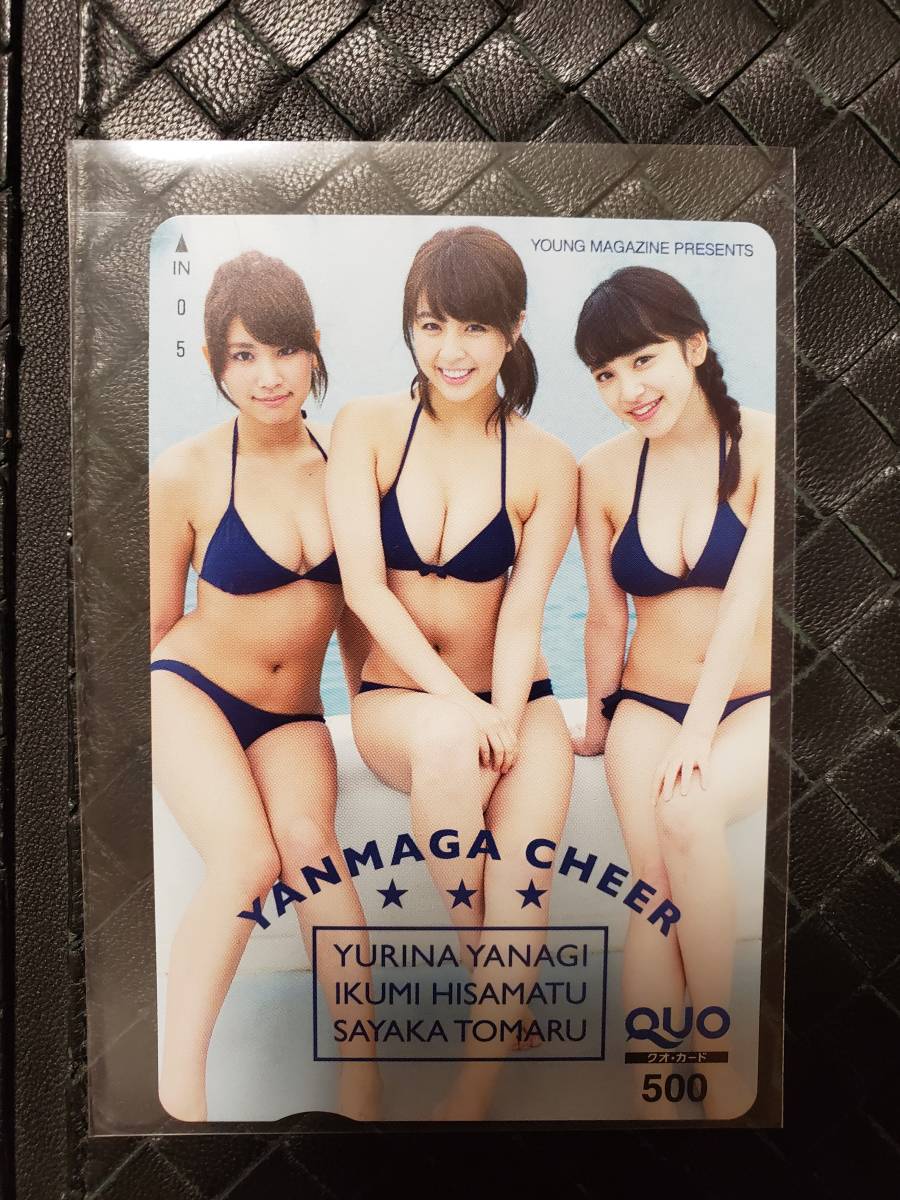 YOUNG MAGAZINE PRESENTS
IN
0
5
YANMAGA CHEER
★ ★ ★
YURINA YANAGI
IKUMI HISAMATU
SAYAKA TOMARU
QUO
クオ・カード
500